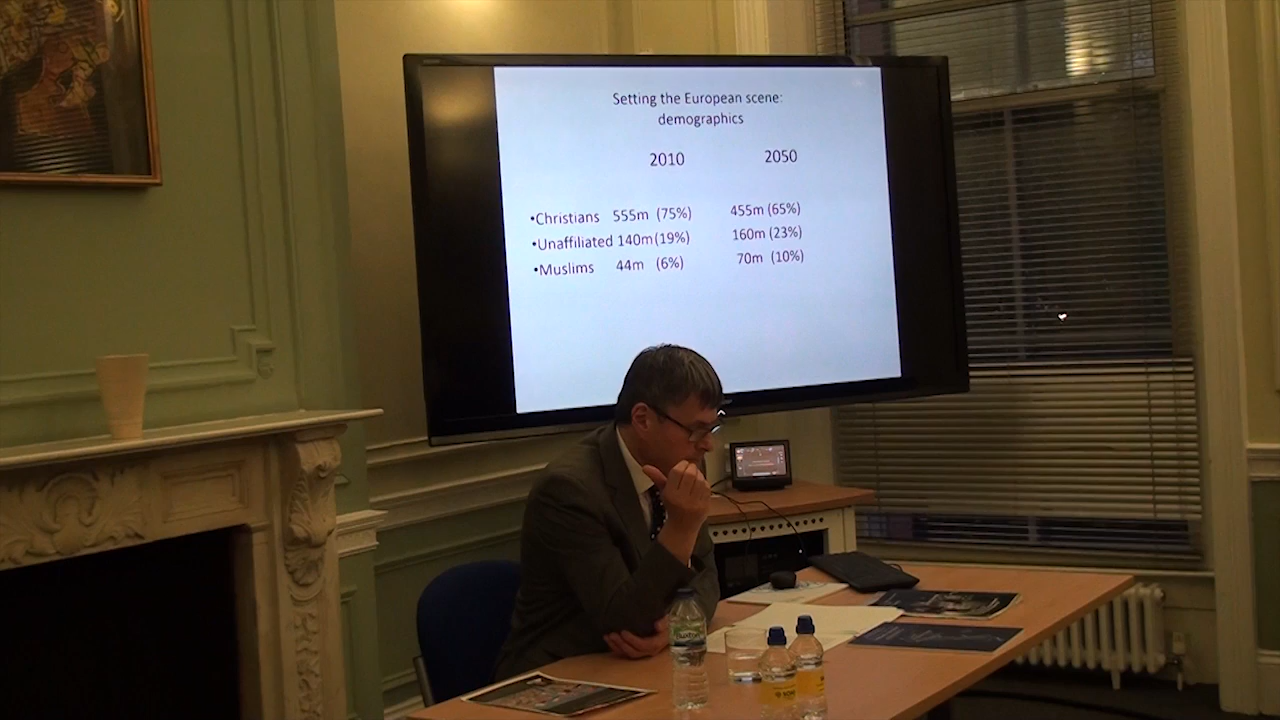 Setting the European scene:
demographics
2010 2050
•Christians 555m (75%) 455m (65%)
•Unaffiliated 140m(19%) 160m (23%)
•Muslims 44m (6%) 70m (10%)
Buxton